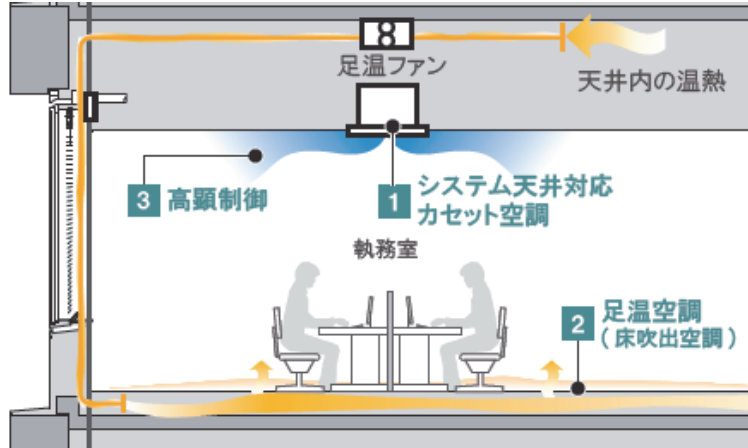 足温ファン
天井内の温熱
3 高顕制御
1 システム天井対応
カセット空調
執務室
2 足温空調
（床吹出空調）